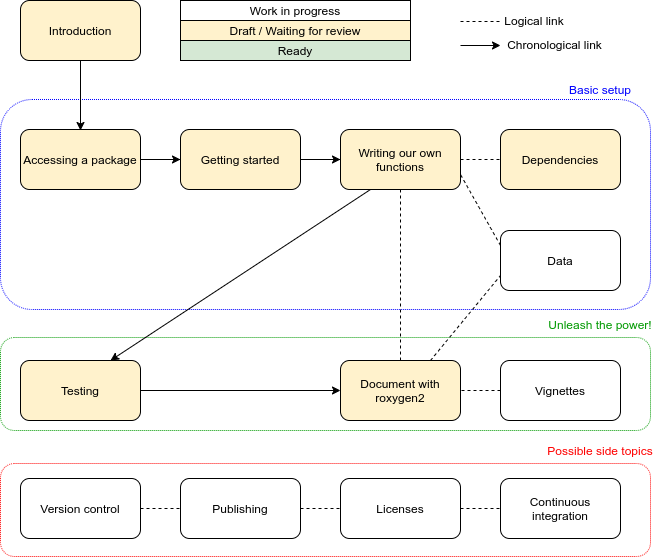 Introduction
Work in progress
Draft / Waiting for review
Ready
Logical link
Chronological link
Basic setup
Accessing a package
Getting started
Writing our own
functions
Dependencies
Data
Unleash the power!
Testing
Document with
roxygen2
Vignettes
Possible side topics
Version control
Publishing
Licenses
Continuous
integration